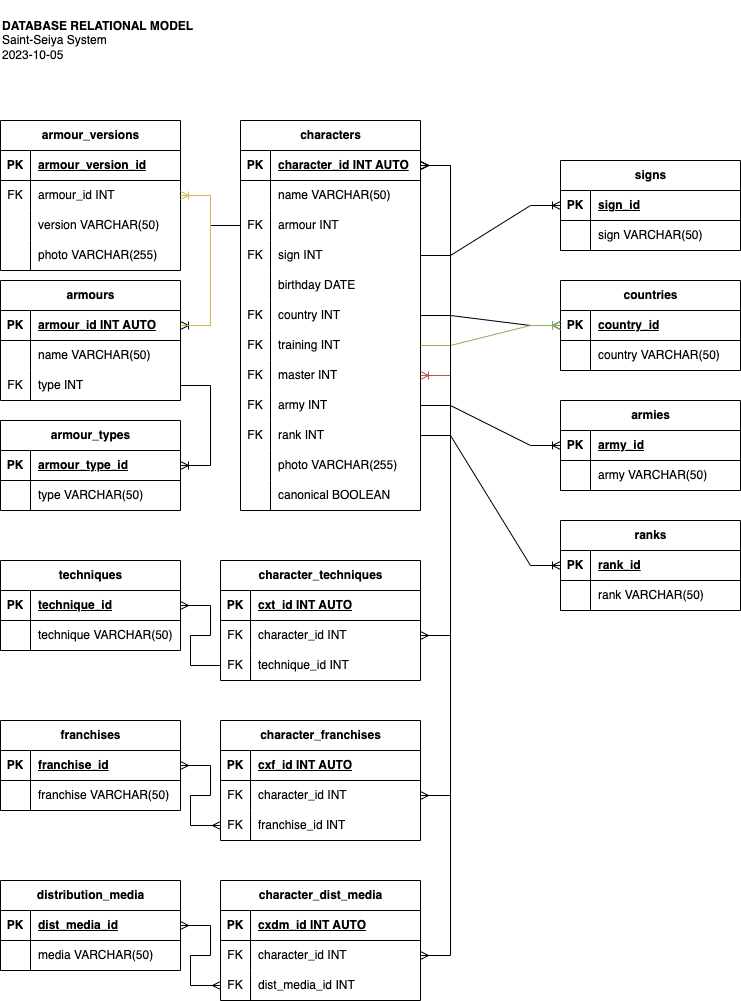 DATABASE RELATIONAL MODEL
Saint-Seiya System
2023-10-05
armour_versions
PK armour_version_id
FK armour_id INT
version VARCHAR(50)
photo VARCHAR(255)
armours
PK armour_id INT AUTO
name VARCHAR(50)
FK type INT
armour_types
PK armour_type_id
type VARCHAR(50)
characters
PK character_id INT AUTO
name VARCHAR(50)
FK armour INT
FK sign INT
birthday DATE
FK country INT
FK training INT
FK master INT
FK army INT
FK rank INT
photo VARCHAR(255)
canonical BOOLEAN
signs
PK sign_id
sign VARCHAR(50)
countries
PK country_id
country VARCHAR(50)
armies
PK army_id
army VARCHAR(50)
ranks
PK rank_id
rank VARCHAR(50)
techniques
PK technique_id
technique VARCHAR(50)
character_techniques
PK cxt_id INT AUTO
FK character_id INT
FK technique_id INT
franchises
PK franchise_id
franchise VARCHAR(50)
character_franchises
PK cxf_id INT AUTO
FK character_id INT
FK franchise_id INT
distribution_media
PK dist_media_id
media VARCHAR(50)
character_dist_media
PK cxdm_id INT AUTO
FK character_id INT
FK dist_media_id INT